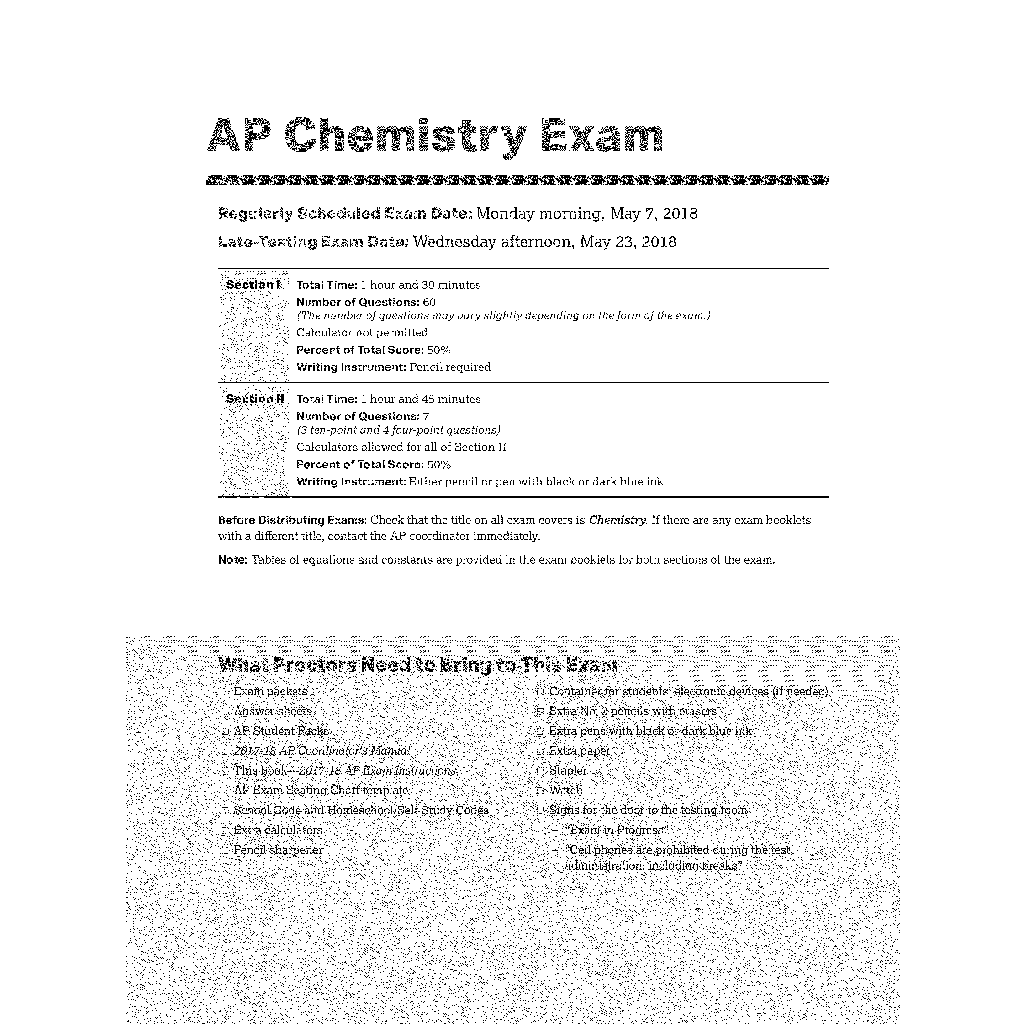 AP Chemistry Exam
Regularly Scheduled Exam Date: Monday morning, May 7, 2018
Late-Testing Exam Date: Wednesday afternoon, May 23, 2018
Section I
Total Time: 1 hour and 30 minutes
Number of Questions: 60
(The number of questions may vary slightly depending on the form of the exam.)
Calculator not permitted
Percent of Total Score: 50%
Writing Instrument: Pencil required
Section II
Total Time: 1 hour and 45 minutes
Number of Questions: 7
(3 ten-point and 4 four-point questions)
Calculators allowed for all of Section II
Percent of Total Score: 50%
Writing Instrument: Either pencil or pen with black or dark blue ink
Before Distributing Exams: Check that the title on all exam covers is Chemistry. If there are any exam booklets
with a different title, contact the AP coordinator immediately.
Note: Tables of equations and constants are provided in the exam booklets for both sections of the exam.
What Proctors Need to Bring to This Exam
Exam packets
Answer sheets
AP Student Packs
2017-18 AP Coordinator's Manual
This book—2017-18 AP Exam Instructions
AP Exam Seating Chart template
School Code and Homeschool/Self-Study Codes
Extra calculators
Pencil sharpener
Container for students' electronic devices (if needed)
Extra No. 2 pencils with erasers
Extra pens with black or dark blue ink
Extra paper
Stapler
Watch
Signs for the door to the testing room
– "Exam in Progress"
– "Cell phones are prohibited during the test
administration, including breaks"